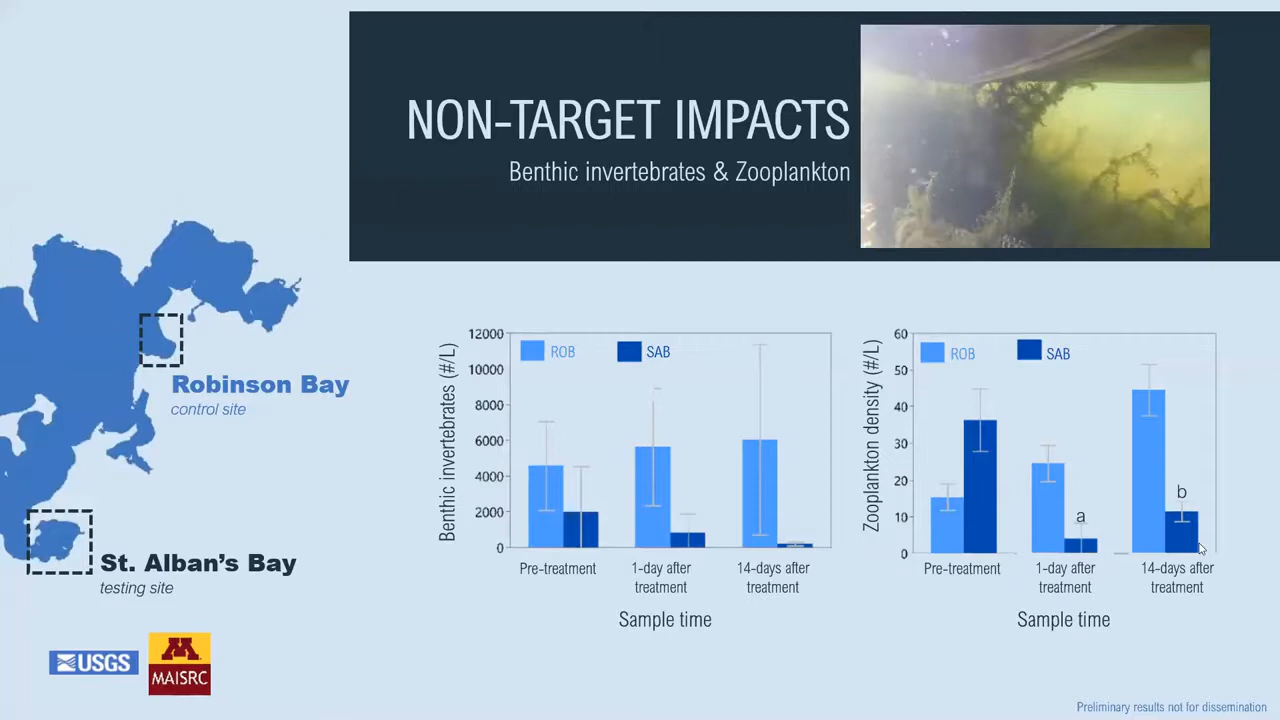 NON-TARGET IMPACTS
Benthic invertebrates & Zooplankton
Robinson Bay
control site
St. Alban's Bay
testing site
USGS
M
MAISRC
Benthic invertebrates (#/L)
12000
10000
8000
6000
4000
2000
0
ROB
SAB
Pre-treatment
1-day after
treatment
14-days after
treatment
Sample time
Zooplankton density (#/L)
60
50
40
30
20
10
0
ROB
SAB
a
b
Pre-treatment
1-day after
treatment
14-days after
treatment
Sample time
Preliminary results not for dissemination